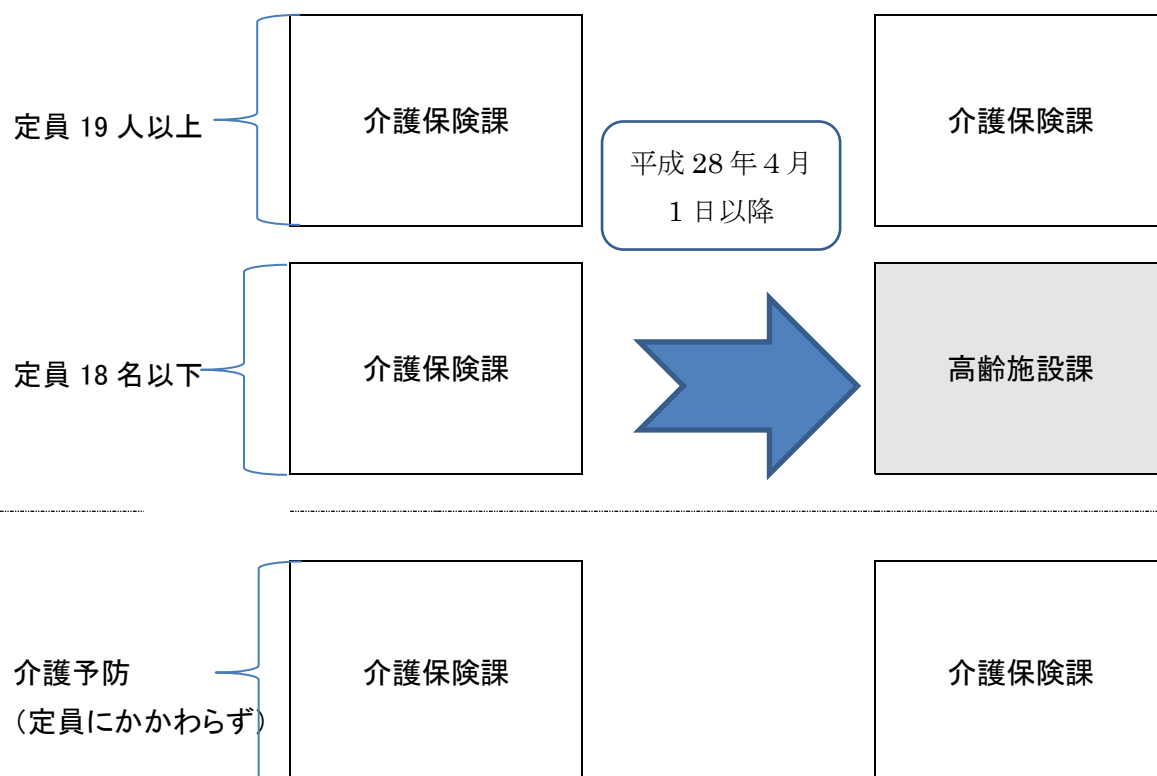 定員 19 人以上
介護保険課
平成 28 年 4 月
1 日以降
介護保険課
定員 18 名以下
介護保険課
高齢施設課
介護予防
（定員にかかわらず）
介護保険課
介護保険課